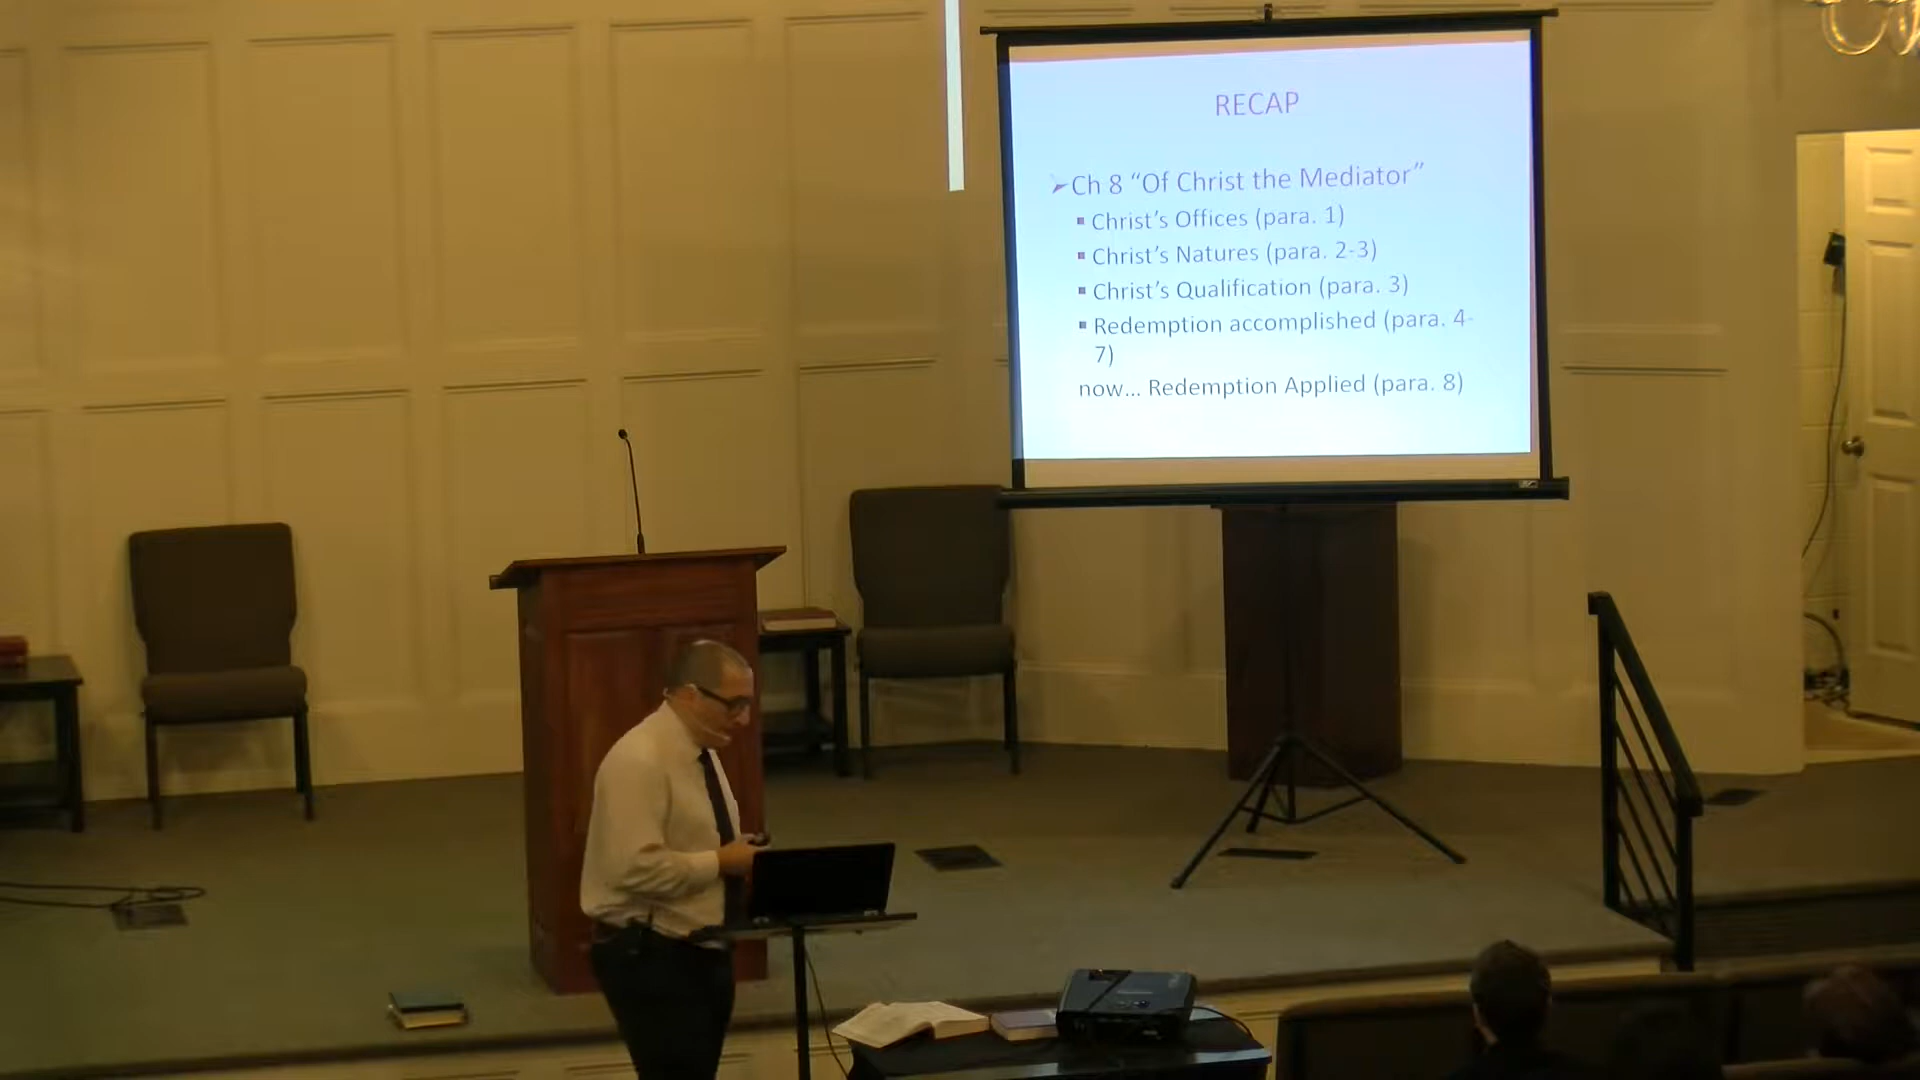 RECAP
➢Ch 8 “Of Christ the Mediator”
▪ Christ’s Offices (para. 1)
▪ Christ’s Natures (para. 2-3)
▪ Christ’s Qualification (para. 3)
▪ Redemption accomplished (para. 4-
7)
now... Redemption Applied (para. 8)